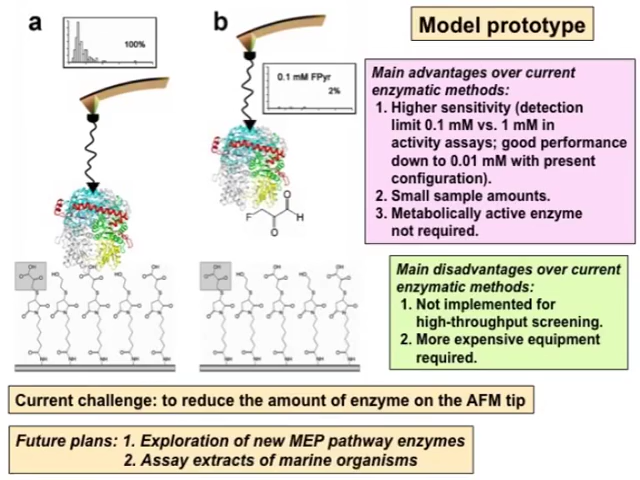 a
b
Model prototype
100%
0.1 mM FPyr
2%
Main advantages over current
enzymatic methods:
1. Higher sensitivity (detection
limit 0.1 mM vs. 1 mM in
activity assays; good performance
down to 0.01 mM with present
configuration).
2. Small sample amounts.
3. Metabolically active enzyme
not required.
O
F
H
O
Main disadvantages over current
enzymatic methods:
1. Not implemented for
high-throughput screening.
2. More expensive equipment
required.
Current challenge: to reduce the amount of enzyme on the AFM tip
Future plans: 1. Exploration of new MEP pathway enzymes
2. Assay extracts of marine organisms